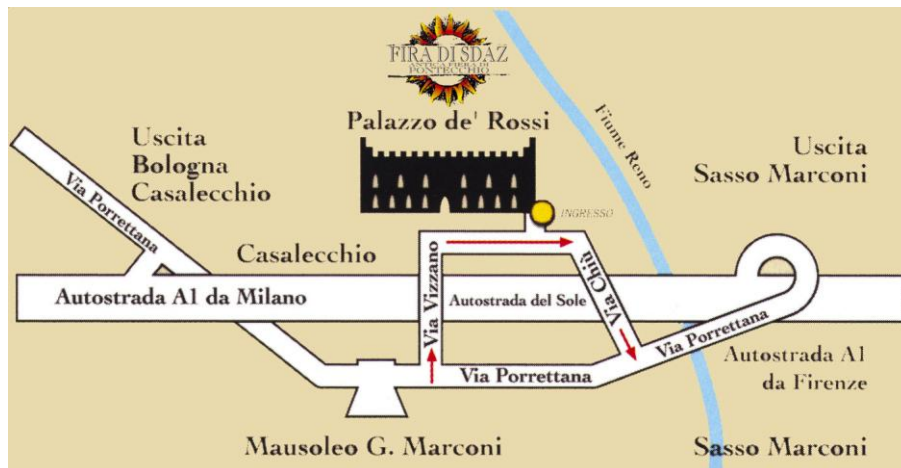 FIRA DI SDAZ
ANTICA FIERA DI
PONTECCHIO
Palazzo de' Rossi
Uscita
Bologna
Casalecchio
Fiume Reno
Uscita
Sasso Marconi
Via Porrettana
INGRESSO
Casalecchio
Via Vizzano
Via Chiù
Autostrada A1 da Milano
Autostrada del Sole
Via Porrettana
Via Porrettana
Autostrada A1
da Firenze
Mausoleo G. Marconi
Sasso Marconi